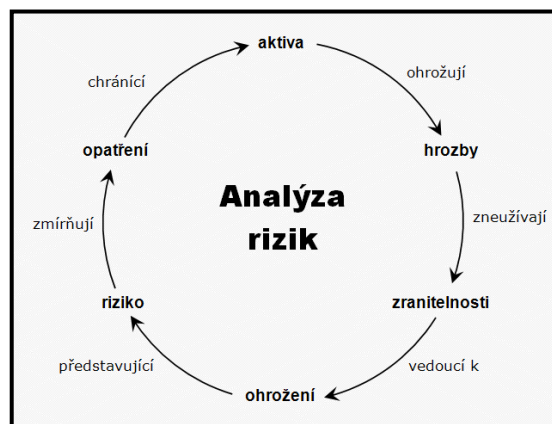 aktiva
ohrožují
hrozby
zneužívají
zranitelnosti
vedoucí k
ohrožení
představující
riziko
zmírňují
opatření
chránící
Analýza
rizik